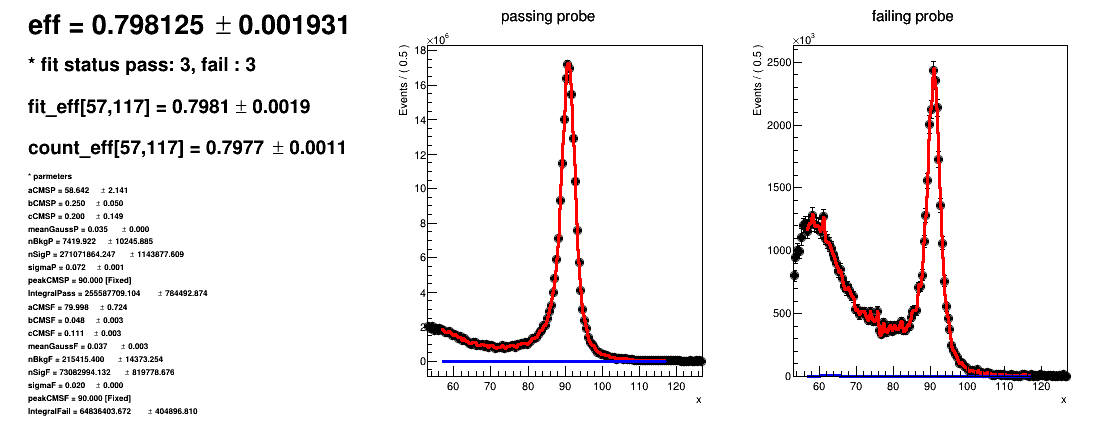 eff = 0.798125 ± 0.001931
* fit status pass: 3, fail : 3
fit_eff[57,117] = 0.7981 ± 0.0019
count_eff[57,117] = 0.7977 ± 0.0011
* parmeters
aCMSP = 58.642 ± 2.141
bCMSP = 0.250 ± 0.050
cCMSP = 0.200 ± 0.149
meanGaussP = 0.035 ± 0.000
nBkgP = 7419.922 ± 10245.885
nSigP = 271071864.247 ± 1143877.609
sigmaP = 0.072 ± 0.001
peakCMSP = 90.000 [Fixed]
IntegralPass = 255587709.104 ± 784492.874
aCMSF = 79.998 ± 0.724
bCMSF = 0.048 ± 0.003
cCMSF = 0.111 ± 0.003
meanGaussF = 0.037 ± 0.003
nBkgF = 215415.400 ± 14373.254
nSigF = 73082994.132 ± 819778.676
sigmaF = 0.020 ± 0.000
peakCMSF = 90.000 [Fixed]
IntegralFail = 64836403.672 ± 404896.810
passing probe
×10⁶
Events / ( 0.5 )
18
16
14
12
10
8
6
4
2
0
60 70 80 90 100 110 120
x
failing probe
×10³
Events / ( 0.5 )
2500
2000
1500
1000
500
0
60 70 80 90 100 110 120
x